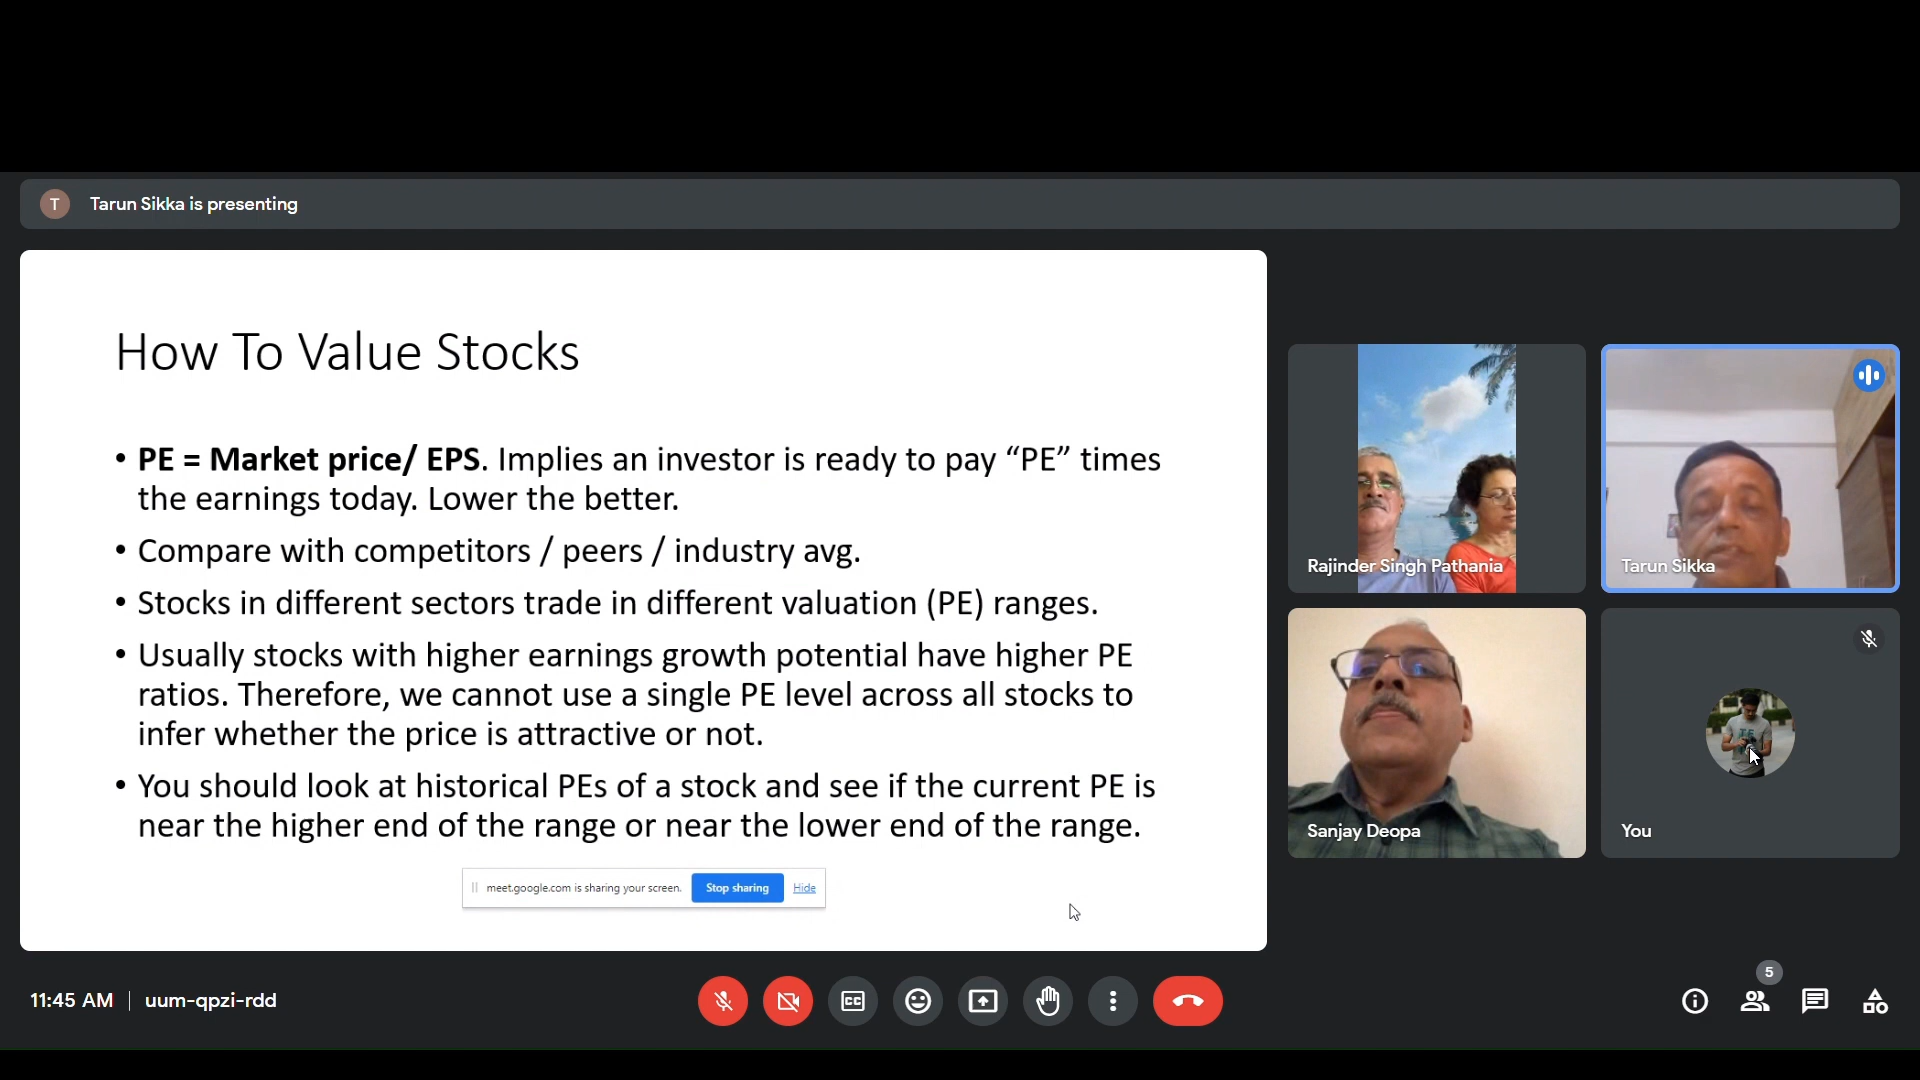 T
Tarun Sikka is presenting
How To Value Stocks
• PE = Market price/ EPS. Implies an investor is ready to pay “PE” times
the earnings today. Lower the better.
• Compare with competitors / peers / industry avg.
• Stocks in different sectors trade in different valuation (PE) ranges.
• Usually stocks with higher earnings growth potential have higher PE
ratios. Therefore, we cannot use a single PE level across all stocks to
infer whether the price is attractive or not.
• You should look at historical PEs of a stock and see if the current PE is
near the higher end of the range or near the lower end of the range.
meet.google.com is sharing your screen.
Stop sharing
Hide
Rajinder Singh Pathania
Tarun Sikka
Sanjay Deopa
You
11:45 AM | uum-qpzi-rdd
CC
5